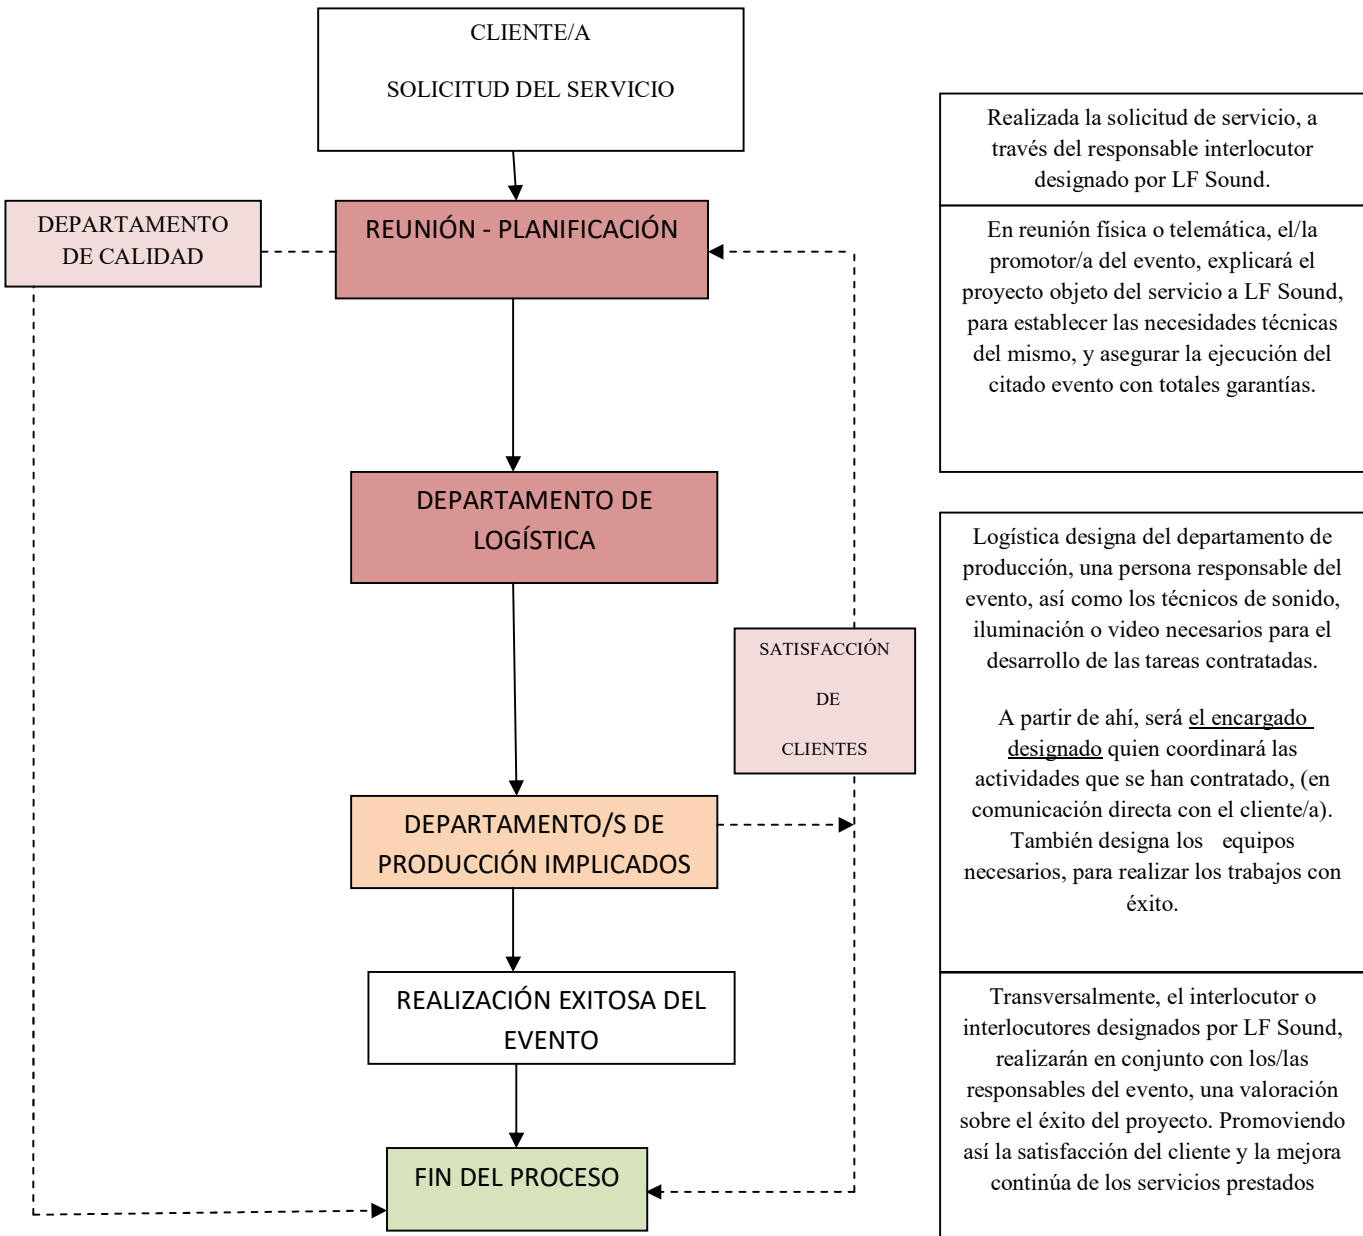 CLIENTE/A
SOLICITUD DEL SERVICIO
DEPARTAMENTO
DE CALIDAD
REUNIÓN - PLANIFICACIÓN
DEPARTAMENTO DE
LOGÍSTICA
SATISFACCIÓN
DE
CLIENTES
DEPARTAMENTO/S DE
PRODUCCIÓN IMPLICADOS
REALIZACIÓN EXITOSA DEL
EVENTO
FIN DEL PROCESO
Realizada la solicitud de servicio, a
través del responsable interlocutor
designado por LF Sound.
En reunión física o telemática, el/la
promotor/a del evento, explicará el
proyecto objeto del servicio a LF Sound,
para establecer las necesidades técnicas
del mismo, y asegurar la ejecución del
citado evento con totales garantías.
Logística designa del departamento de
producción, una persona responsable del
evento, así como los técnicos de sonido,
iluminación o video necesarios para el
desarrollo de las tareas contratadas.
A partir de ahí, será el encargado
designado quien coordinará las
actividades que se han contratado, (en
comunicación directa con el cliente/a).
También designa los equipos
necesarios, para realizar los trabajos con
éxito.
Transversalmente, el interlocutor o
interlocutores designados por LF Sound,
realizarán en conjunto con los/las
responsables del evento, una valoración
sobre el éxito del proyecto. Promoviendo
así la satisfacción del cliente y la mejora
continúa de los servicios prestados